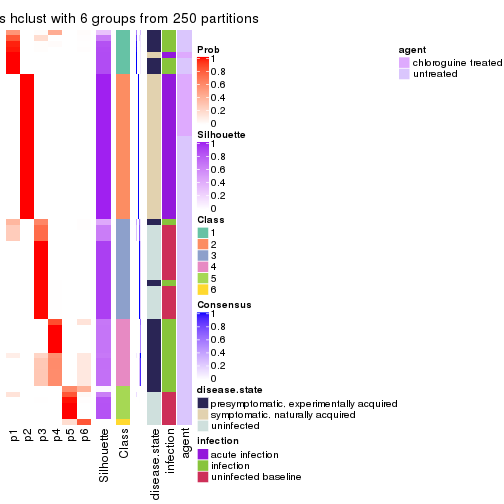 s hclust with 6 groups from 250 partitions
Prob
1
0.8
0.6
0.4
0.2
0
Silhouette
1
0.8
0.6
0.4
0.2
0
Class
1
2
3
4
5
6
Consensus
1
0.8
0.6
0.4
0.2
0
disease.state
presymptomatic, experimentally acquired
symptomatic, naturally acquired
uninfected
infection
acute infection
infection
uninfected baseline
agent
chloroguine treated
untreated
p1
p2
p3
p4
p5
p6
Silhouette
Class
disease.state
infection
agent